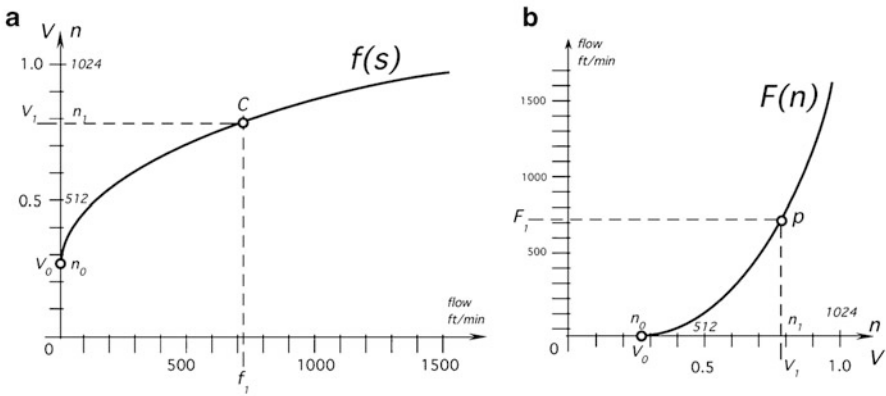 a
V n
1.0 1024
f(s)
V₁ n₁ C
0.5 512
V₀ n₀
flow
ft/min
0 500 1000 1500
f₁
b
flow
ft/min
1500
F(n)
1000
F₁ p
500
n₀ 512 n₁ 1024 n
0 V₀ 0.5 V₁ 1.0 V